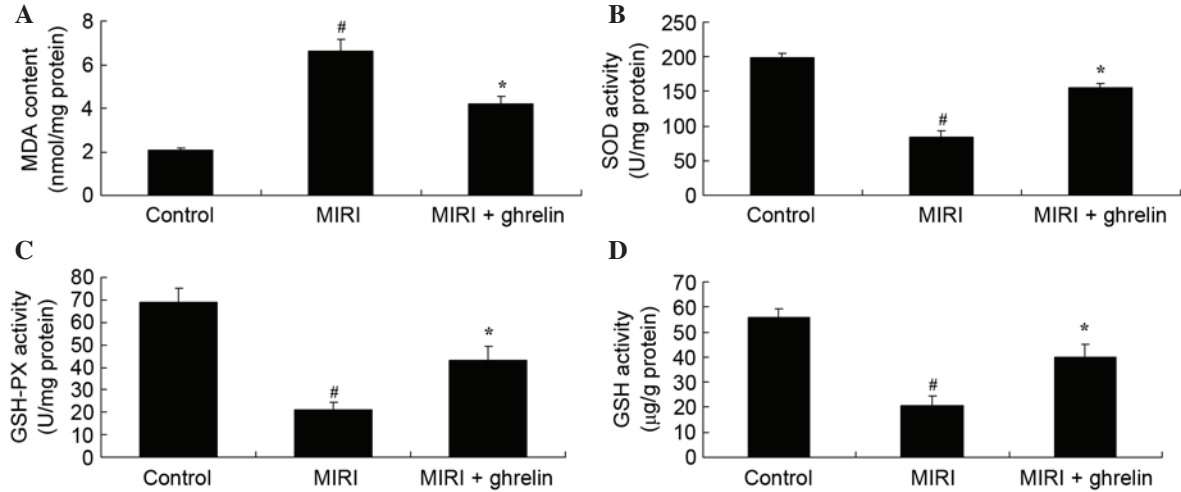 A
MDA content
(nmol/mg protein)
8
6
4
2
0
#
*
Control MIRI MIRI + ghrelin
B
SOD activity
(U/mg protein)
250
200
150
100
50
0
#
*
Control MIRI MIRI + ghrelin
C
GSH-PX activity
(U/mg protein)
80
70
60
50
40
30
20
10
0
#
*
Control MIRI MIRI + ghrelin
D
GSH activity
(µg/g protein)
70
60
50
40
30
20
10
0
#
*
Control MIRI MIRI + ghrelin